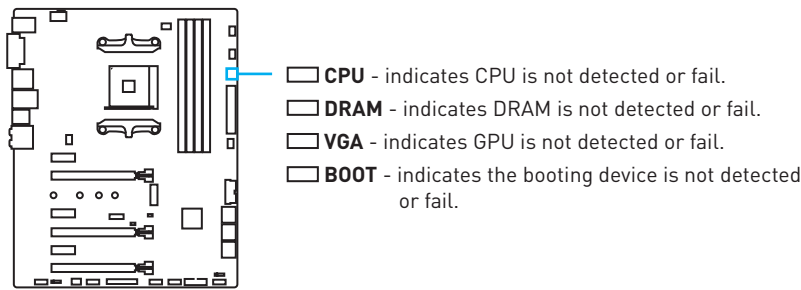 CPU - indicates CPU is not detected or fail.
DRAM - indicates DRAM is not detected or fail.
VGA - indicates GPU is not detected or fail.
BOOT - indicates the booting device is not detected
or fail.